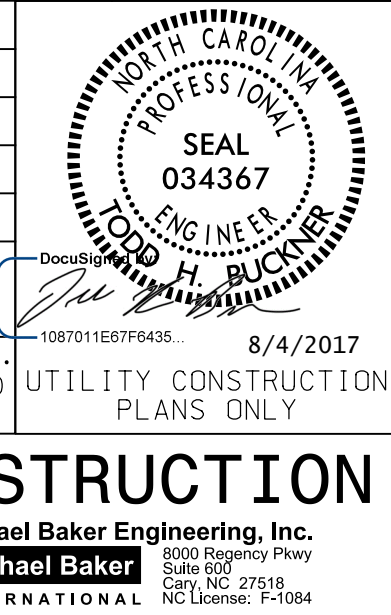 NORTH CAROLINA
PROFESSIONAL
SEAL
034367
ENGINEER
TODD H. BUCKNER
DocuSigned by:
1087011E67F6435...
8/4/2017
UTILITY CONSTRUCTION
PLANS ONLY
STRUCTION
ael Baker Engineering, Inc.
hael Baker
RNATIONAL
8000 Regency Pkwy
Suite 600
Cary, NC 27518
NC License: F-1084